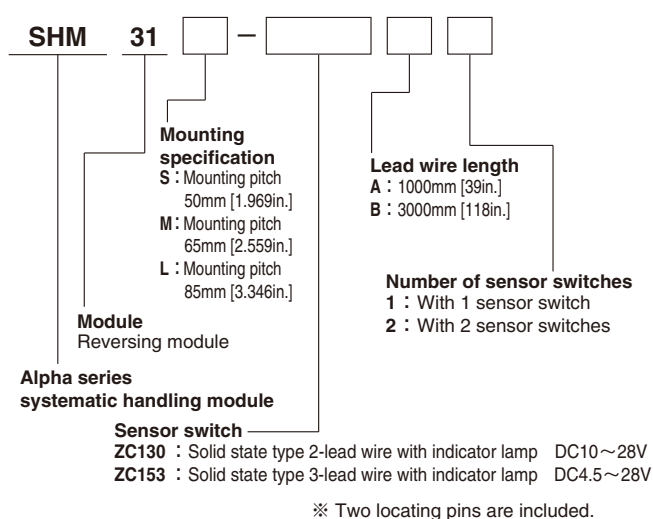 SHM 31 –
Mounting
specification
S：Mounting pitch
50mm [1.969in.]
M：Mounting pitch
65mm [2.559in.]
L：Mounting pitch
85mm [3.346in.]
Lead wire length
A：1000mm [39in.]
B：3000mm [118in.]
Number of sensor switches
1：With 1 sensor switch
2：With 2 sensor switches
Module
Reversing module
Alpha series
systematic handling module
Sensor switch
ZC130：Solid state type 2-lead wire with indicator lamp DC10～28V
ZC153：Solid state type 3-lead wire with indicator lamp DC4.5～28V
※ Two locating pins are included.